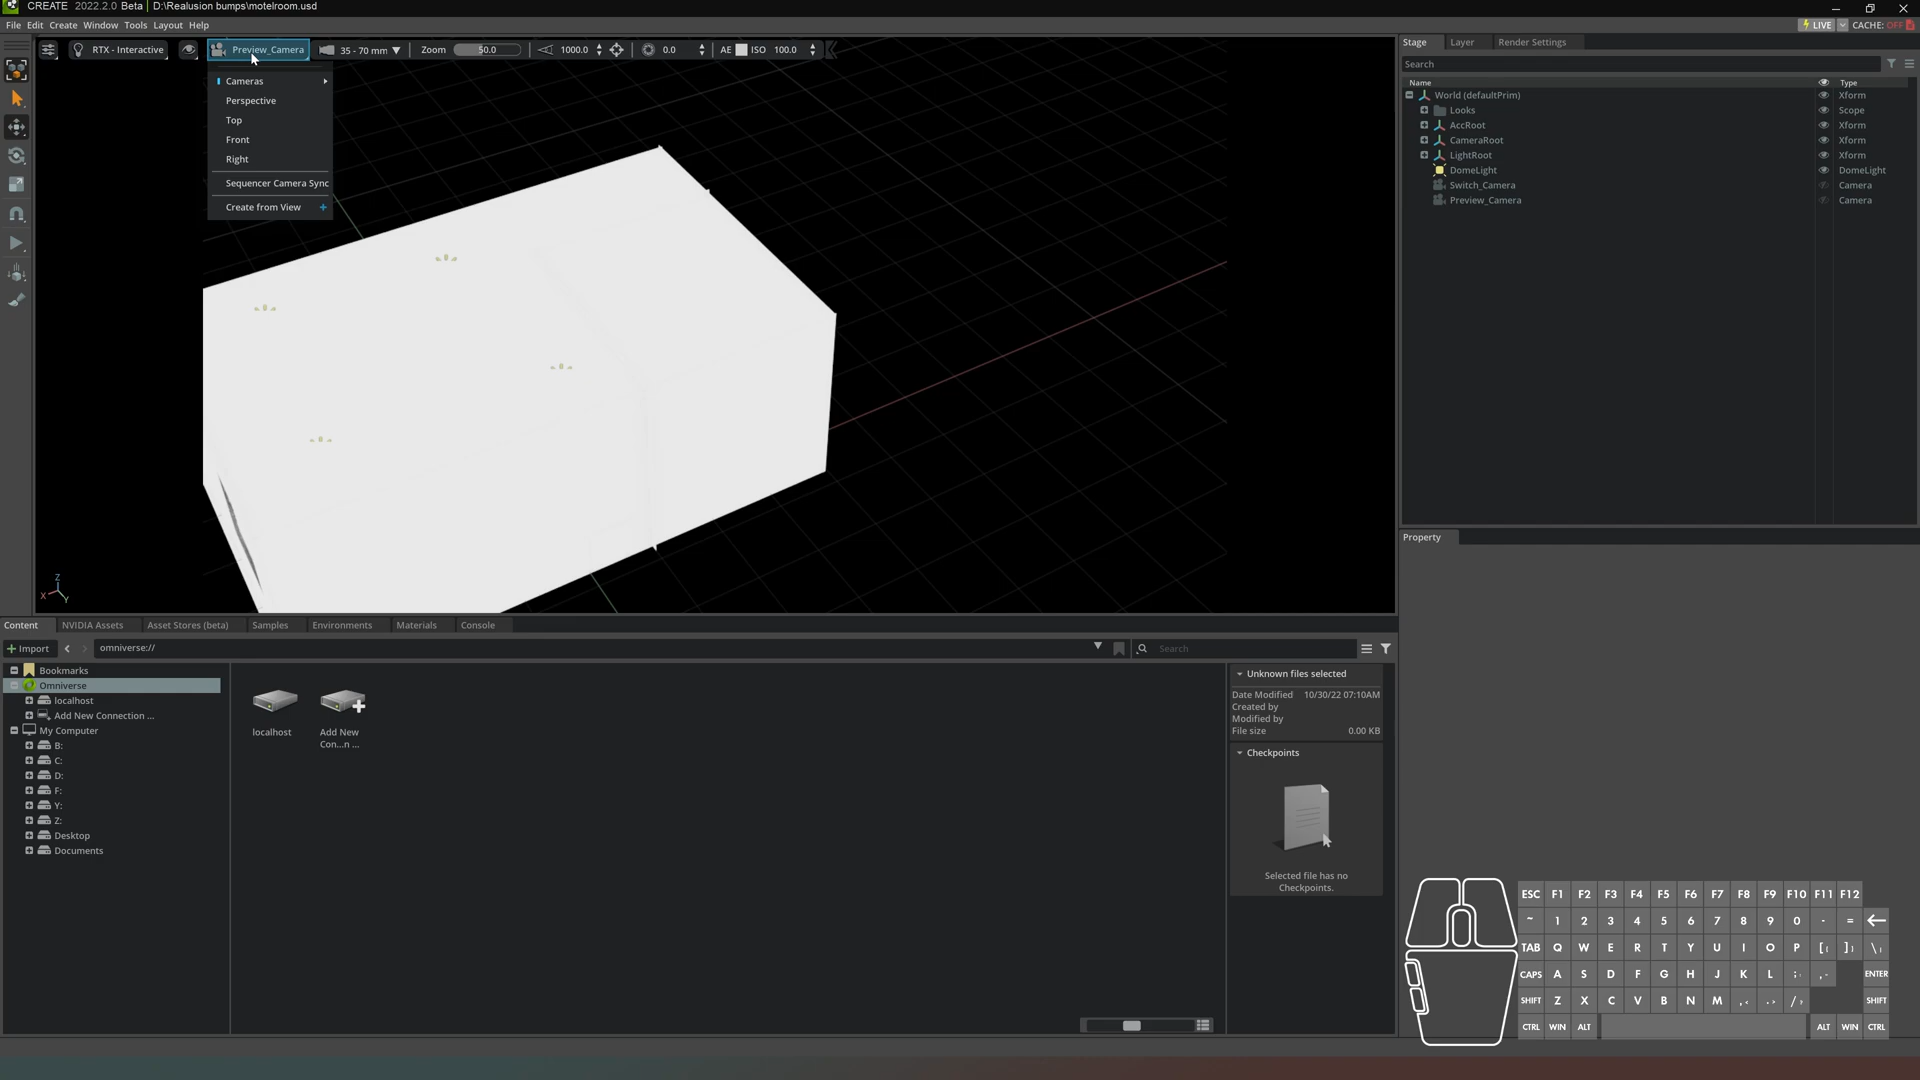 CREATE 2022.2.0 Beta | D:\Realusion bumps\motelroom.usd
File Edit Create Window Tools Layout Help
LIVE CACHE: OFF
RTX - Interactive
Preview_Camera
35 - 70 mm
Zoom 50.0
1000.0
0.0
AE ISO 100.0
Cameras
Perspective
Top
Front
Right
Sequencer Camera Sync
Create from View +
Z
X
Y
Stage Layer Render Settings
Search
Name Type
World (defaultPrim) Xform
Looks Scope
AccRoot Xform
CameraRoot Xform
LightRoot Xform
DomeLight DomeLight
Switch_Camera Camera
Preview_Camera Camera
Property
Content NVIDIA Assets Asset Stores (beta) Samples Environments Materials Console
+ Import omniverse:// Search
Bookmarks
Omniverse
localhost
Add New Connection ...
My Computer
B:
C:
D:
F:
Y:
Z:
Desktop
Documents
localhost
Add New
Con...n ...
Unknown files selected
Date Modified 10/30/22 07:10AM
Created by
Modified by
File size 0.00 KB
Checkpoints
Selected file has no
Checkpoints.
ESC F1 F2 F3 F4 F5 F6 F7 F8 F9 F10 F11 F12
~ 1 2 3 4 5 6 7 8 9 0 - =
TAB Q W E R T Y U I O P [{ ]} \|
CAPS A S D F G H J K L ENTER
SHIFT Z X C V B N M SHIFT
CTRL WIN ALT ALT WIN CTRL